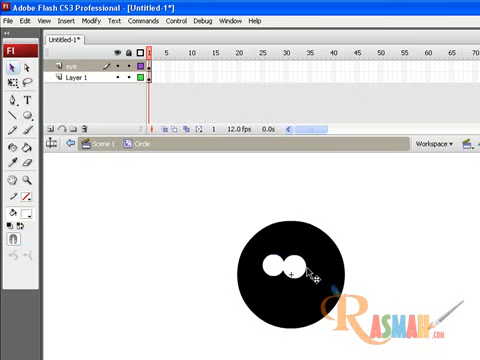 Adobe Flash CS3 Professional - [Untitled-1*]
File Edit View Insert Modify Text Commands Control Debug Window Help
Untitled-1*
1 5 10 15 20 25 30 35 40 45 50 55 60 65 70
eye
Layer 1
1 12.0 fps 0.0s
Scene 1 Circle Workspace
Fl
RASMAH.COM